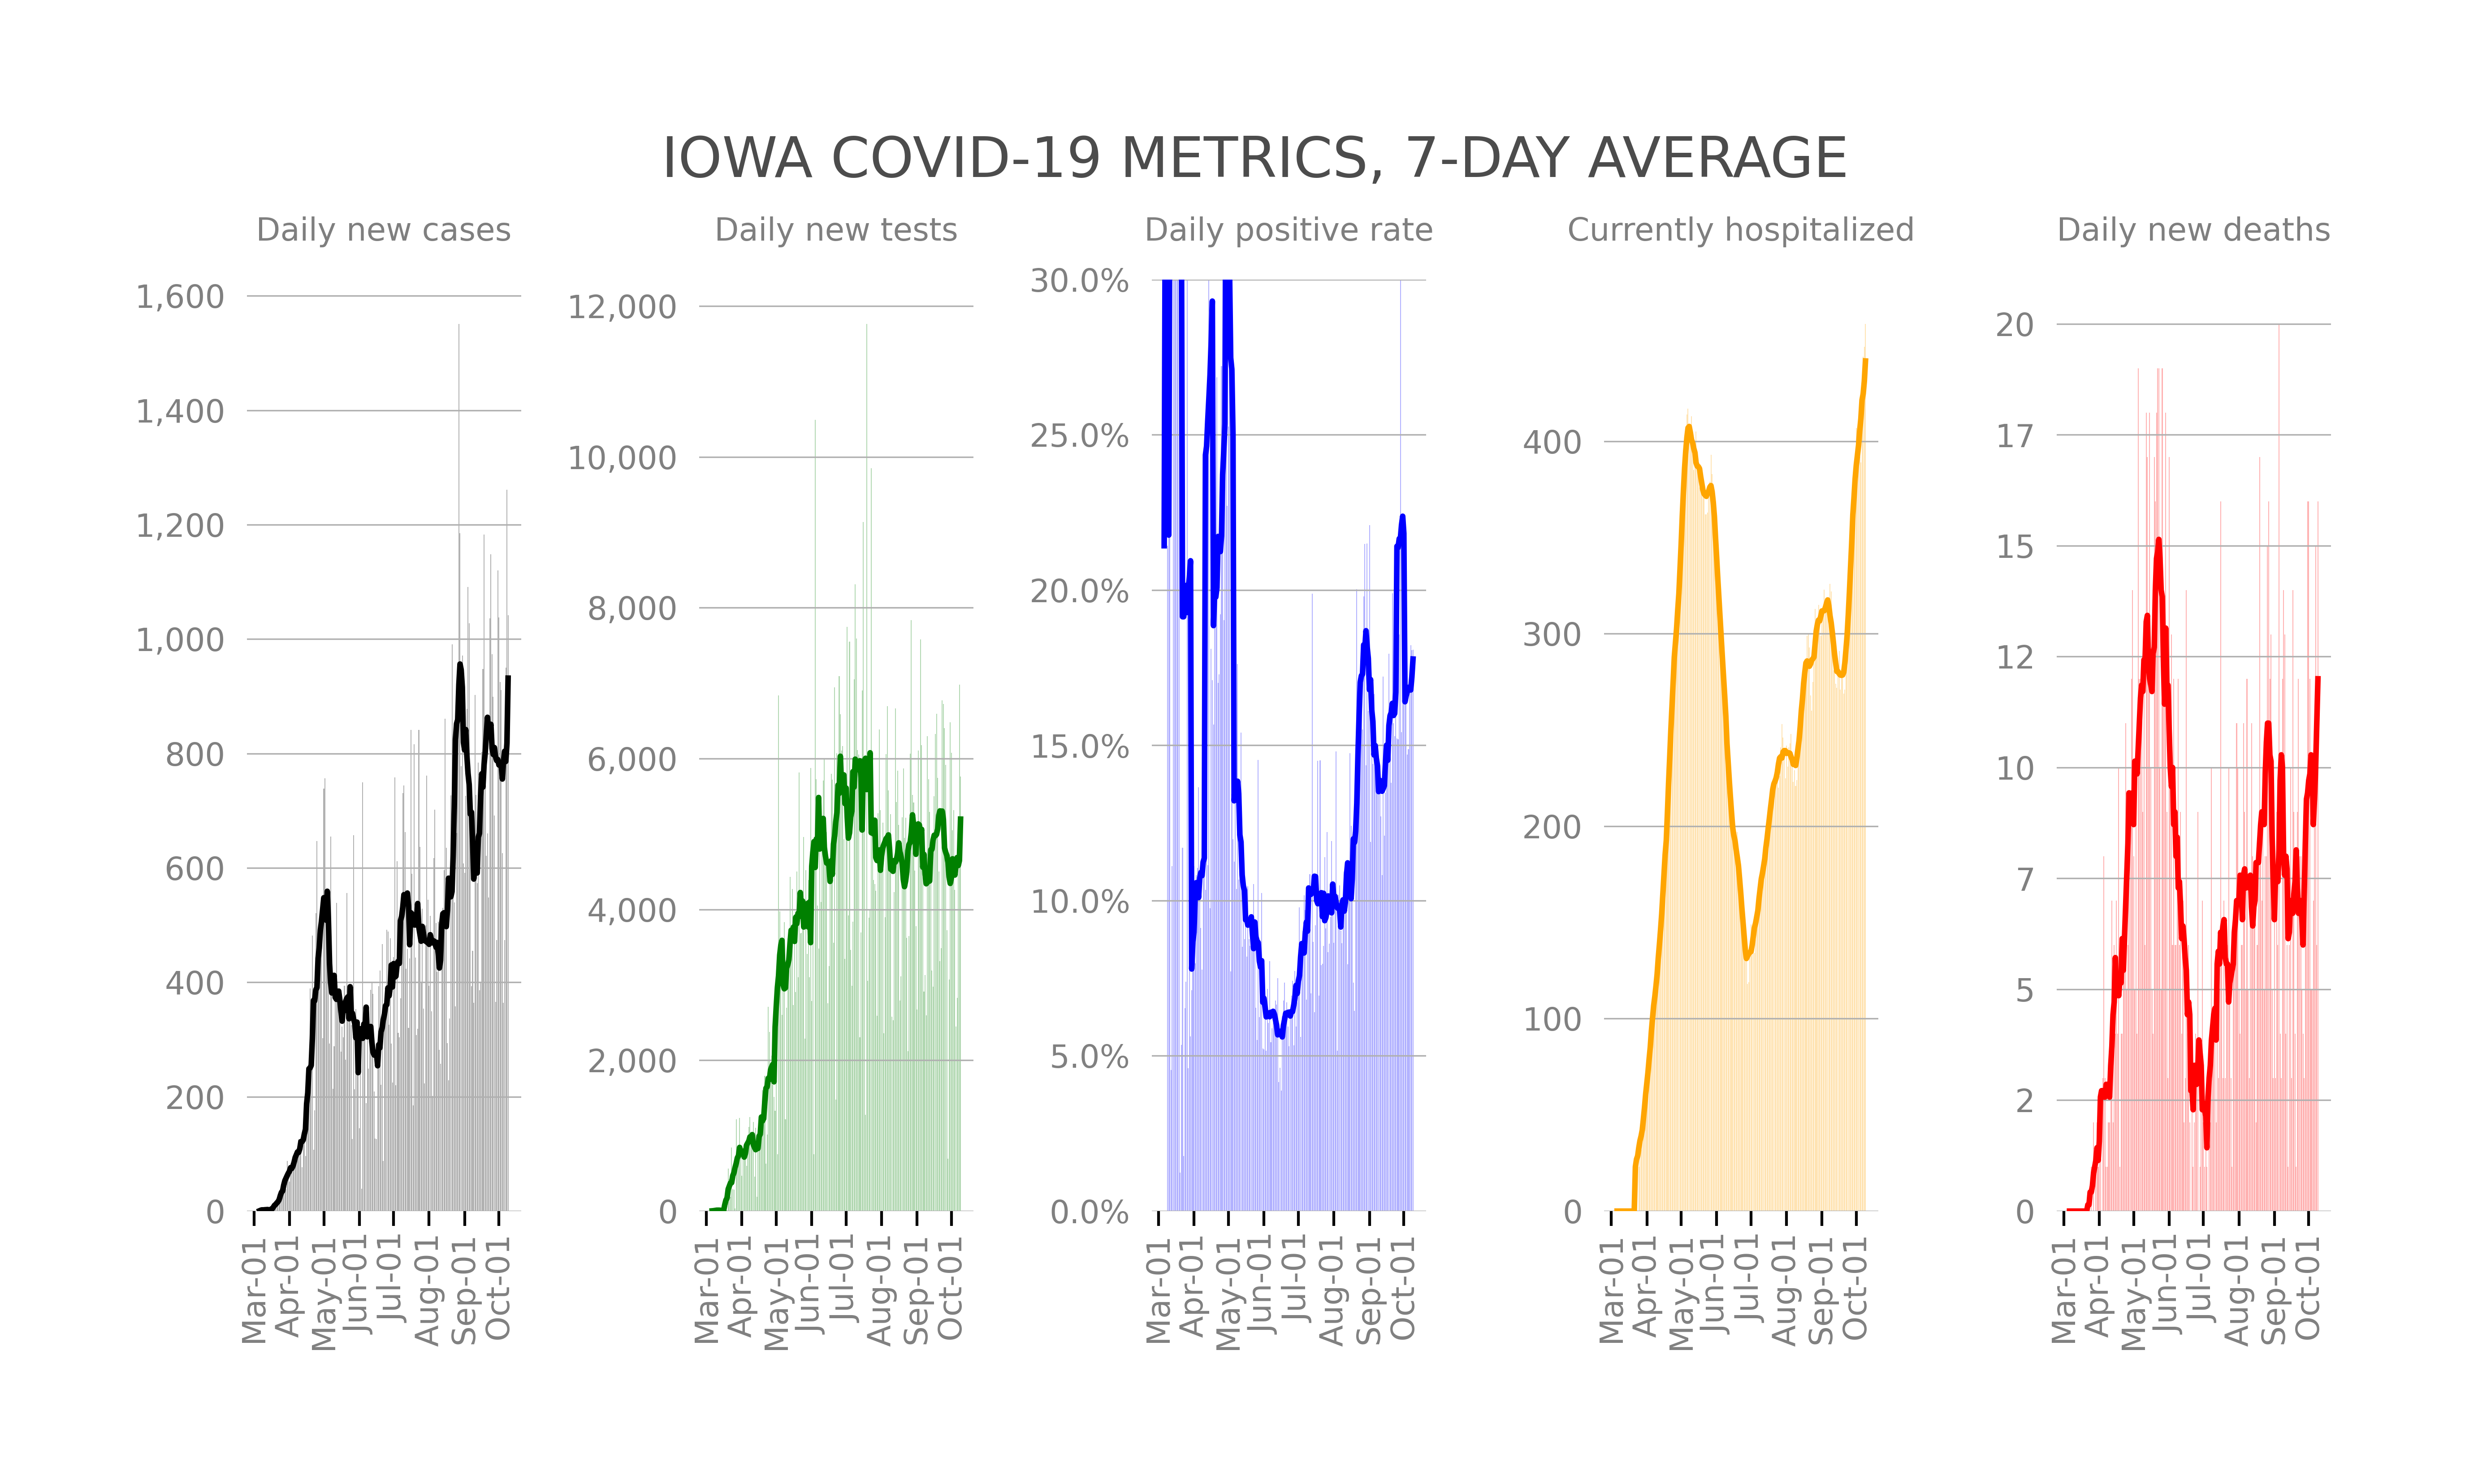 IOWA COVID-19 METRICS, 7-DAY AVERAGE
Daily new cases
1,600
1,400
1,200
1,000
800
600
400
200
0
Mar-01
Apr-01
May-01
Jun-01
Jul-01
Aug-01
Sep-01
Oct-01
Daily new tests
12,000
10,000
8,000
6,000
4,000
2,000
0
Mar-01
Apr-01
May-01
Jun-01
Jul-01
Aug-01
Sep-01
Oct-01
Daily positive rate
30.0%
25.0%
20.0%
15.0%
10.0%
5.0%
0.0%
Mar-01
Apr-01
May-01
Jun-01
Jul-01
Aug-01
Sep-01
Oct-01
Currently hospitalized
400
300
200
100
0
Mar-01
Apr-01
May-01
Jun-01
Jul-01
Aug-01
Sep-01
Oct-01
Daily new deaths
20
17
15
12
10
7
5
2
0
Mar-01
Apr-01
May-01
Jun-01
Jul-01
Aug-01
Sep-01
Oct-01